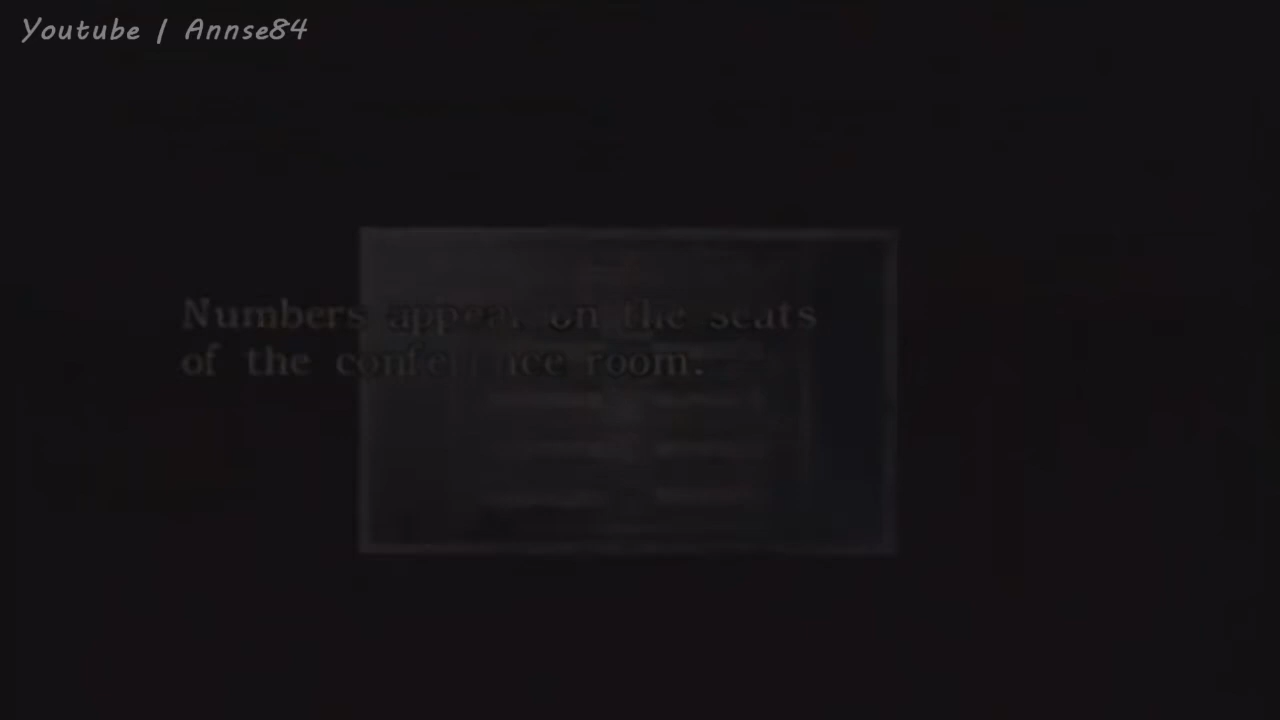 Youtube | Annse84
Numbers appear on the seats
of the conference room.